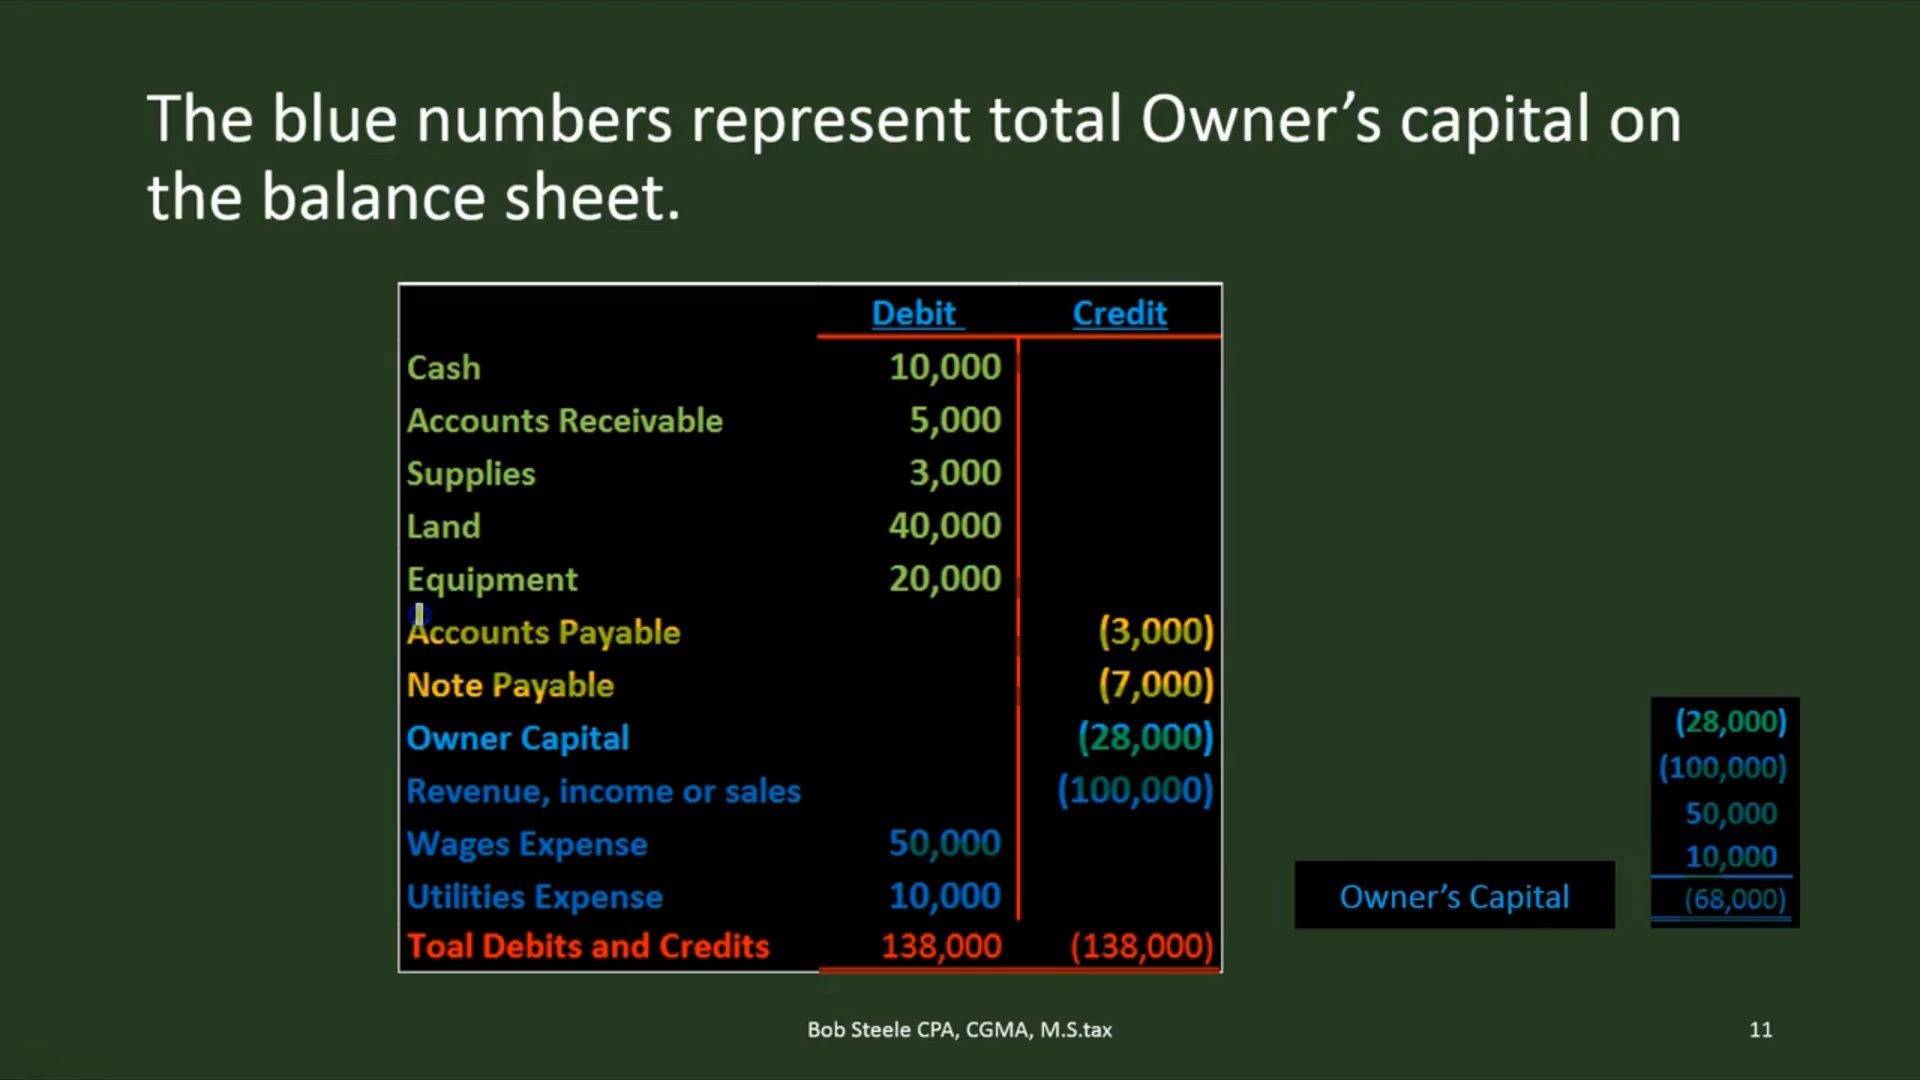 The blue numbers represent total Owner’s capital on
the balance sheet.
Debit Credit
Cash 10,000
Accounts Receivable 5,000
Supplies 3,000
Land 40,000
Equipment 20,000
Accounts Payable (3,000)
Note Payable (7,000)
Owner Capital (28,000)
Revenue, income or sales (100,000)
Wages Expense 50,000
Utilities Expense 10,000
Toal Debits and Credits 138,000 (138,000)
(28,000)
(100,000)
50,000
10,000
Owner’s Capital (68,000)
Bob Steele CPA, CGMA, M.S.tax 11